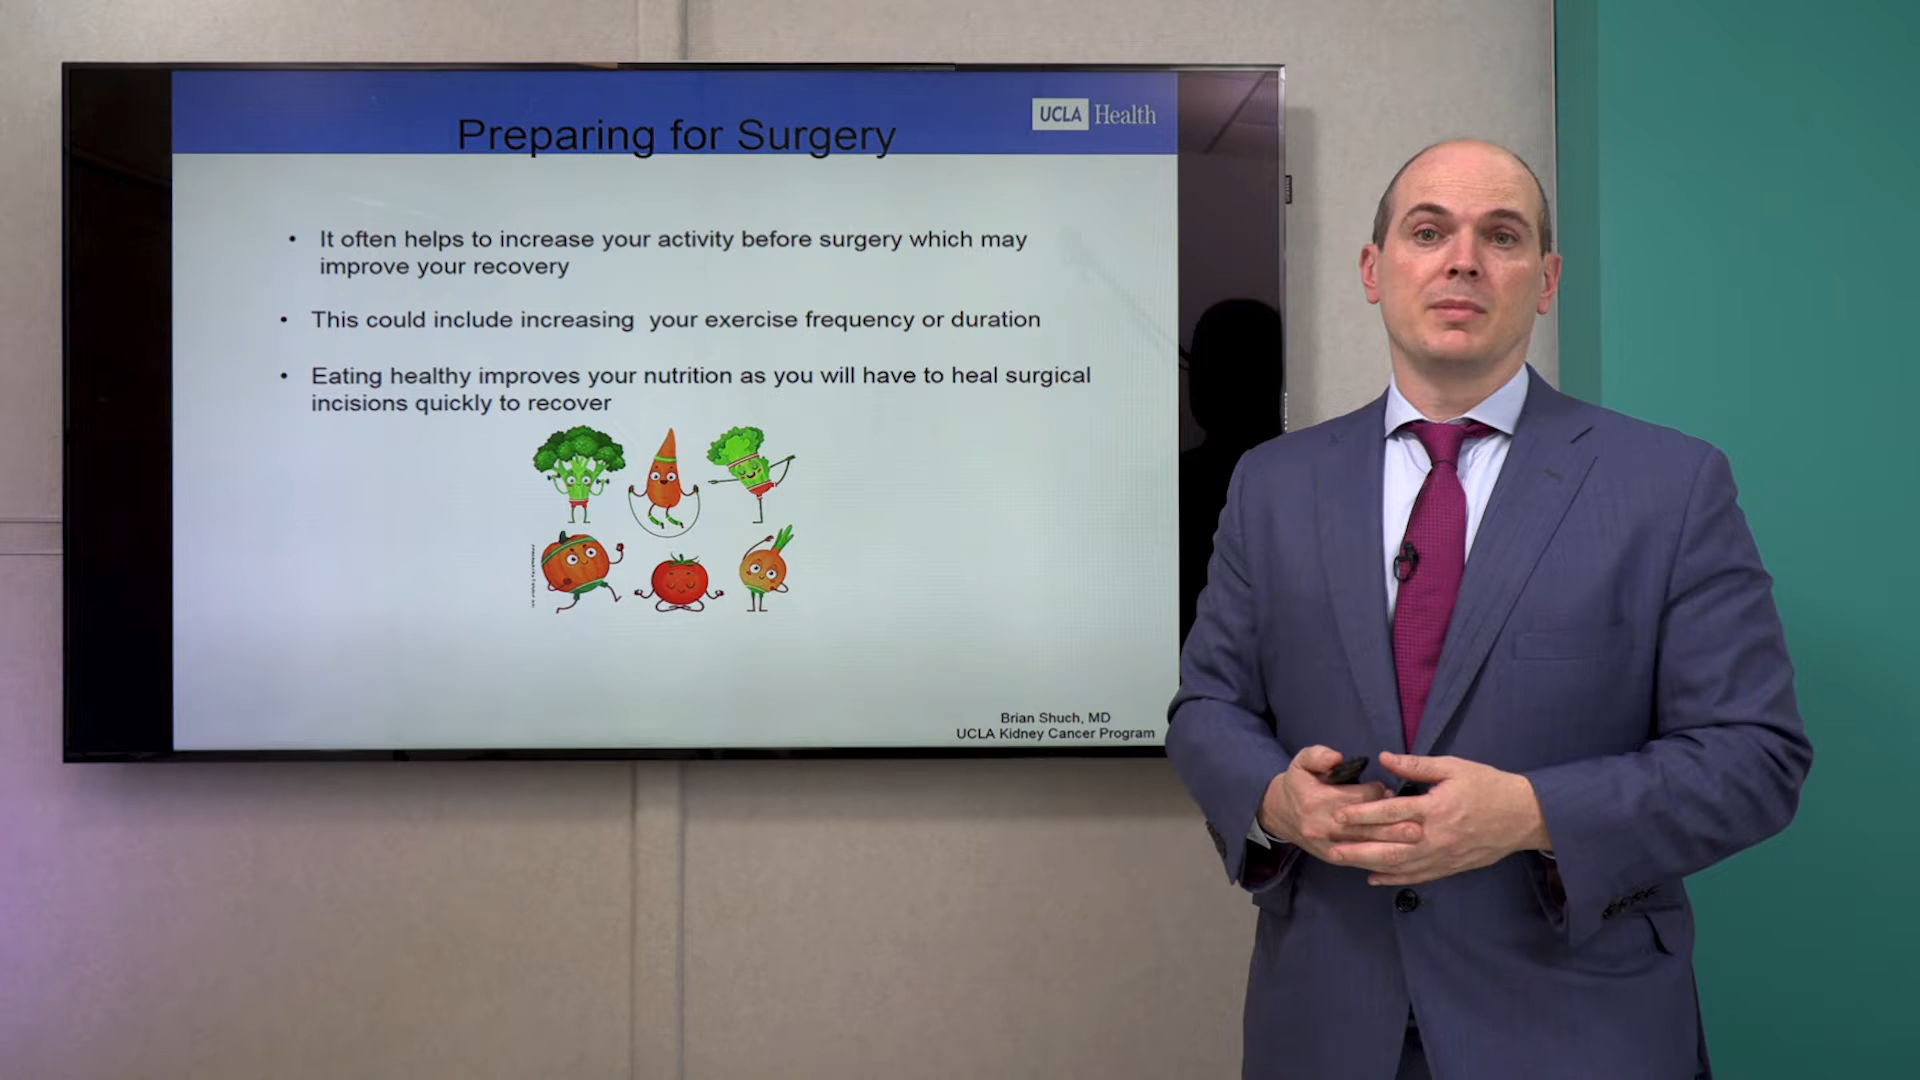 UCLA Health
Preparing for Surgery
• It often helps to increase your activity before surgery which may
improve your recovery
• This could include increasing  your exercise frequency or duration
• Eating healthy improves your nutrition as you will have to heal surgical
incisions quickly to recover
Brian Shuch, MD
UCLA Kidney Cancer Program